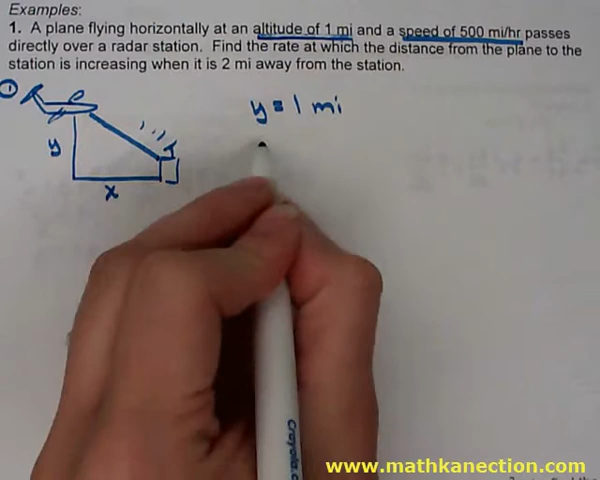 Examples:
1. A plane flying horizontally at an altitude of 1 mi and a speed of 500 mi/hr passes
directly over a radar station. Find the rate at which the distance from the plane to the
station is increasing when it is 2 mi away from the station.
①
y = 1 mi
y
x
Crayola
www.mathkanection.com